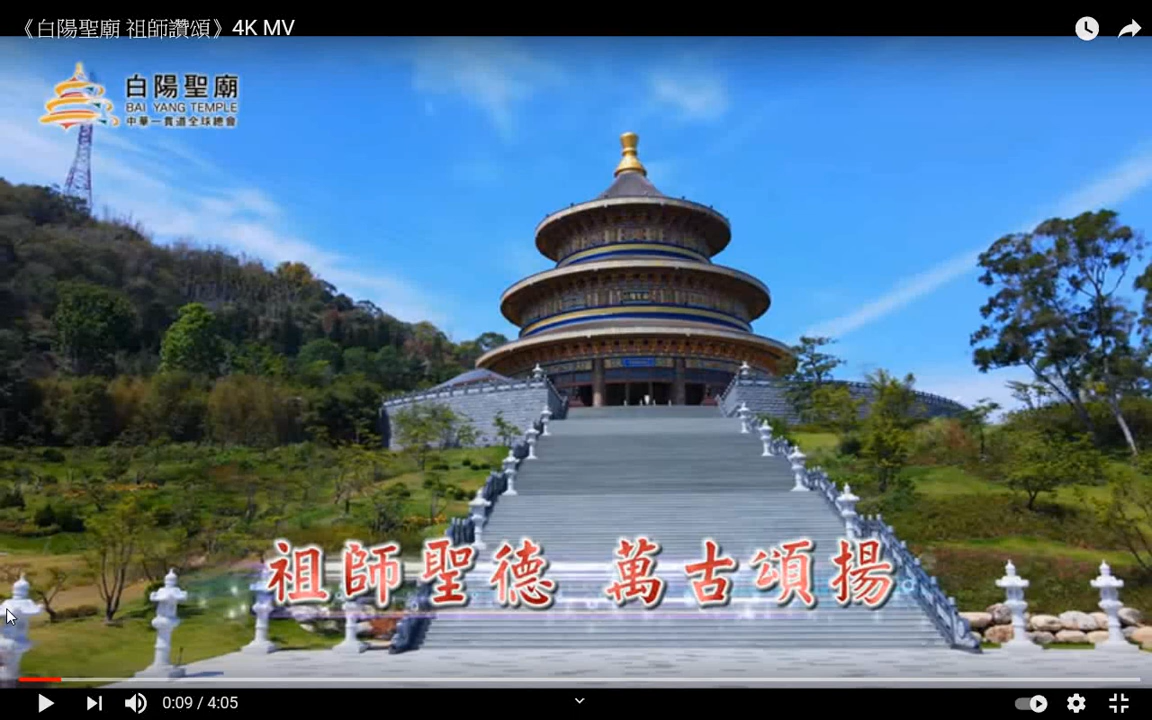 《白陽聖廟 祖師讚頌》4K MV
白陽聖廟
BAI YANG TEMPLE
中華一貫道全球總會
祖師聖德 萬古頌揚
0:09 / 4:05